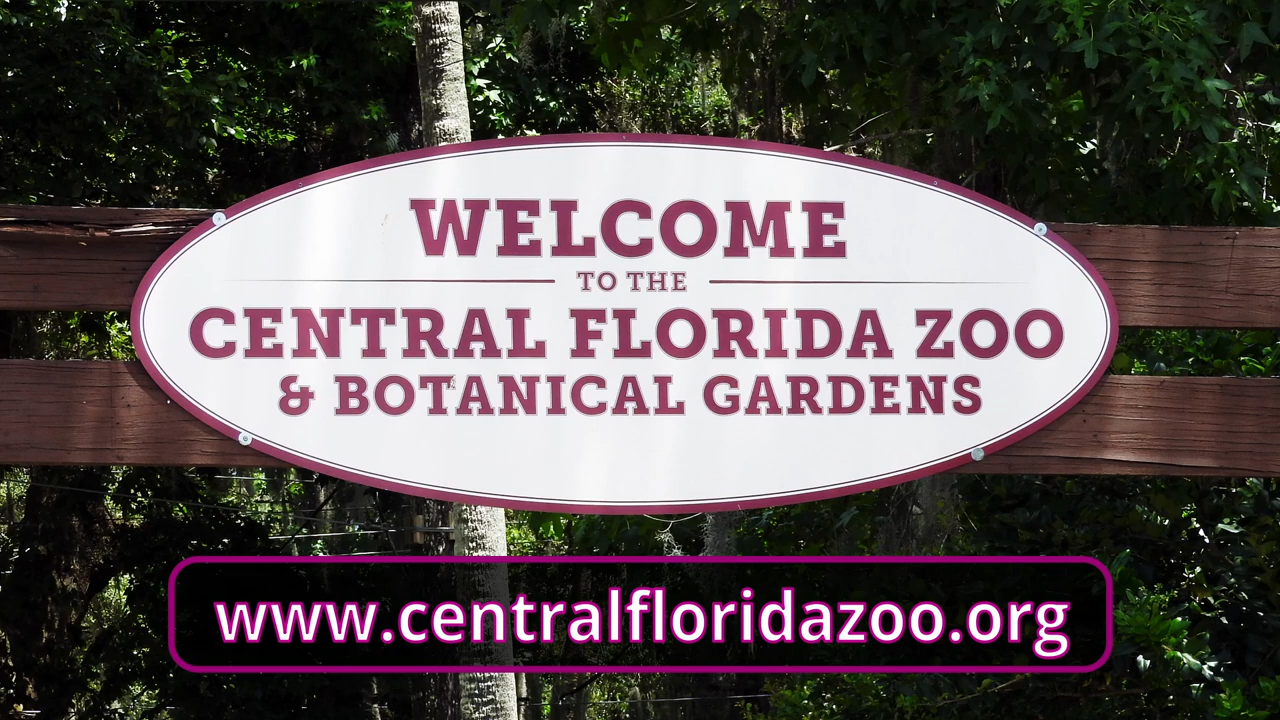 WELCOME
TO THE
CENTRAL FLORIDA ZOO
& BOTANICAL GARDENS
www.centralfloridazoo.org